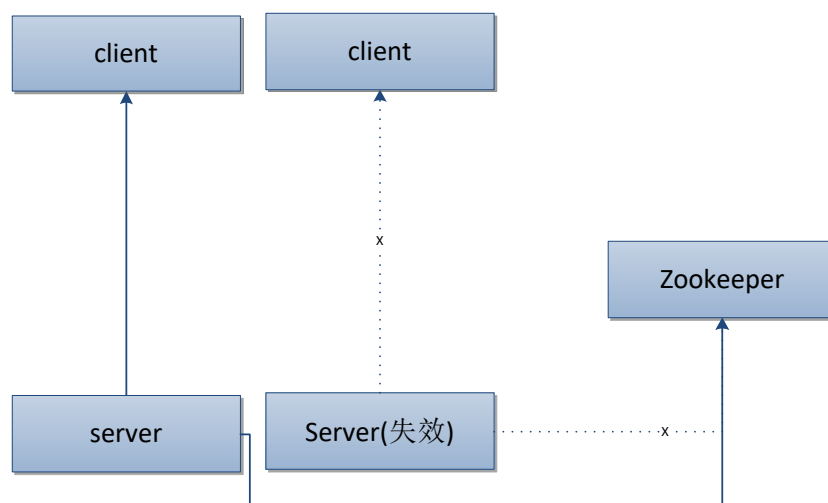 client
client
x
Zookeeper
server
Server(失效)
x